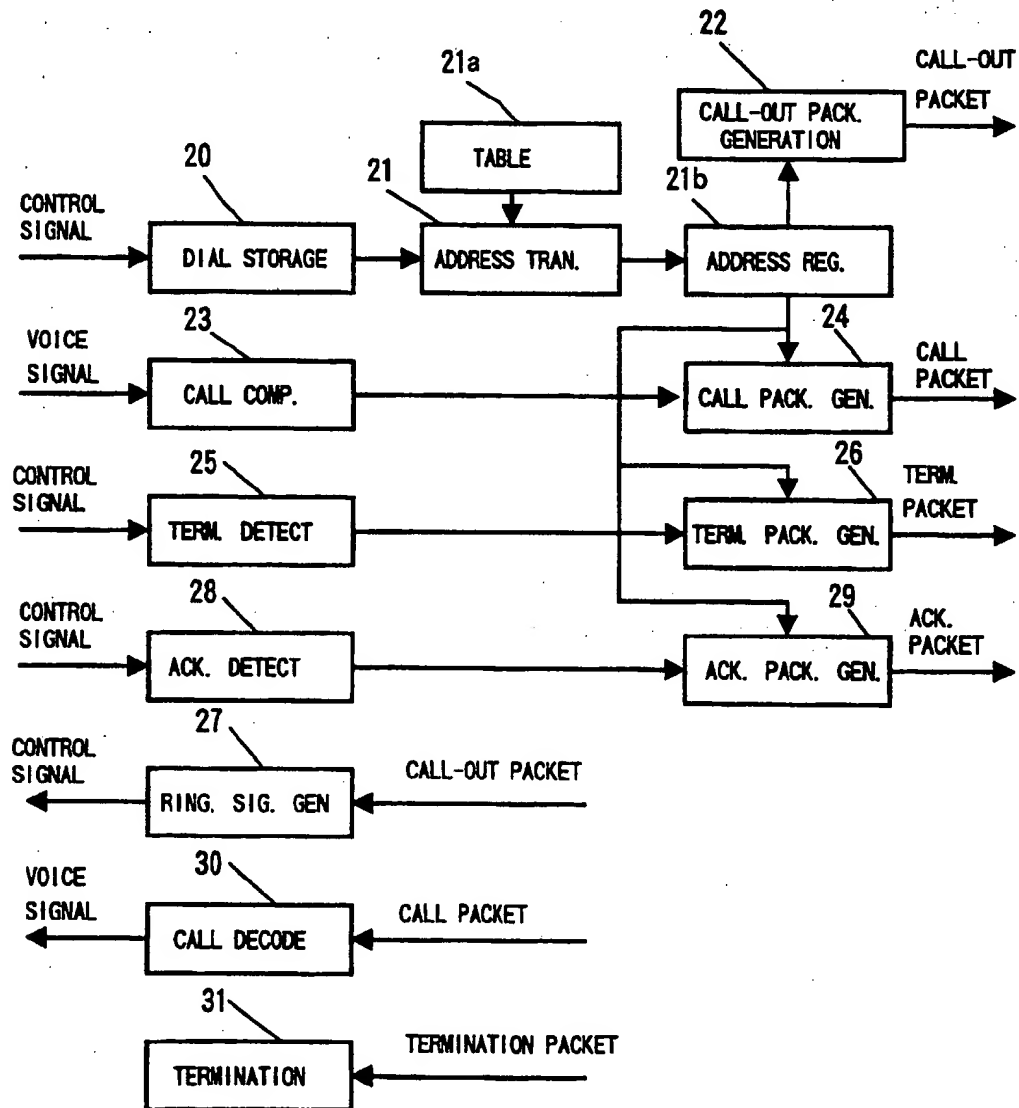 22
CALL-OUT
PACKET
21a
CALL-OUT PACK.
GENERATION
TABLE
20
21
21b
CONTROL
SIGNAL
DIAL STORAGE
ADDRESS TRAN.
ADDRESS REG.
23
24
VOICE
SIGNAL
CALL
PACKET
CALL COMP.
CALL PACK. GEN.
25
26
CONTROL
SIGNAL
TERM.
PACKET
TERM. DETECT
TERM. PACK. GEN.
28
29
CONTROL
SIGNAL
ACK.
PACKET
ACK. DETECT
ACK. PACK. GEN.
27
CONTROL
SIGNAL
CALL-OUT PACKET
RING. SIG. GEN
30
VOICE
SIGNAL
CALL PACKET
CALL DECODE
31
TERMINATION PACKET
TERMINATION